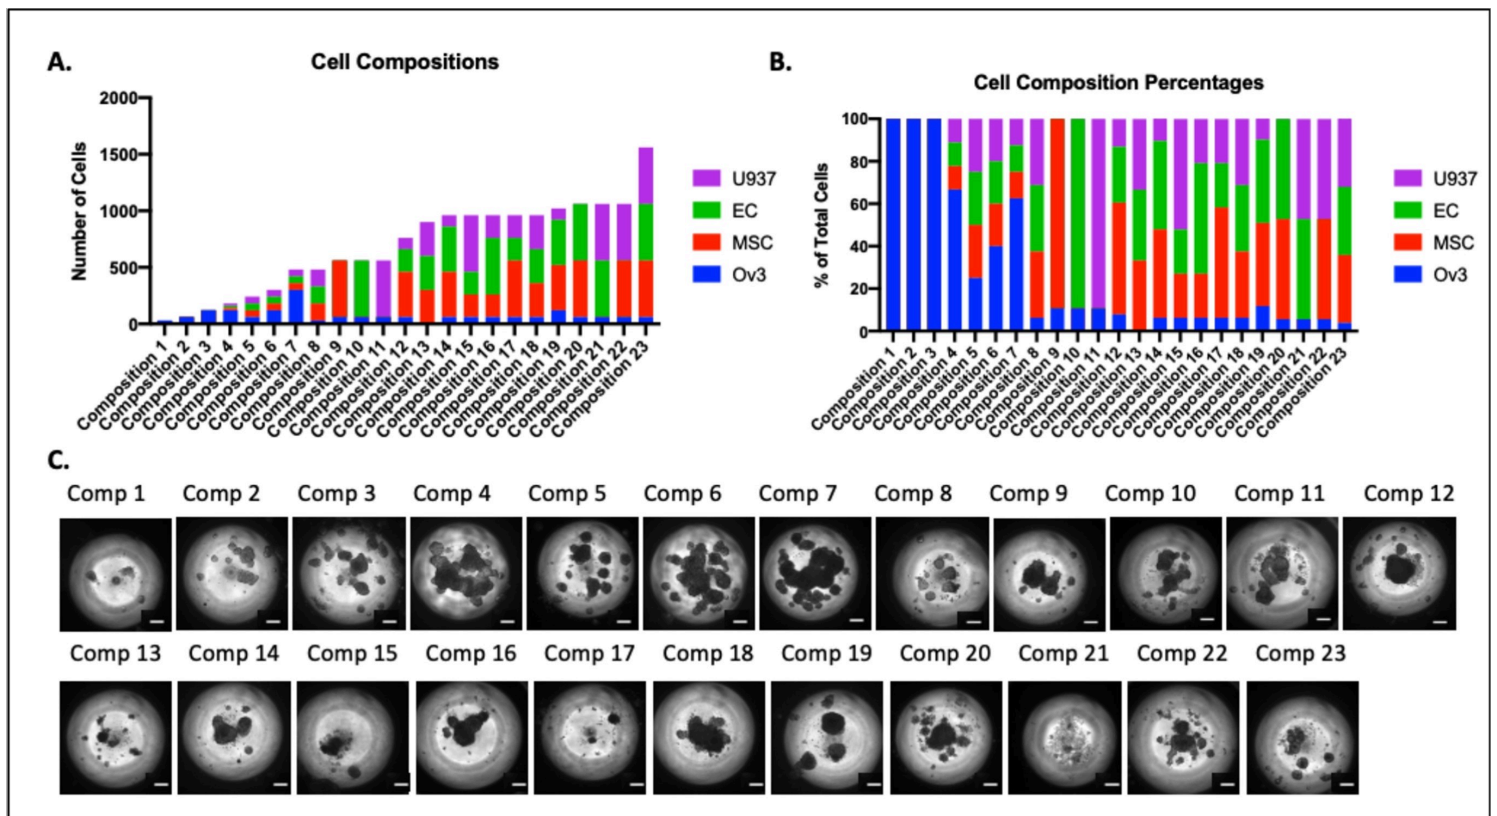 A.
Cell Compositions
Number of Cells
2000
1500
1000
500
0
Composition 1
Composition 2
Composition 3
Composition 4
Composition 5
Composition 6
Composition 7
Composition 8
Composition 9
Composition 10
Composition 11
Composition 12
Composition 13
Composition 14
Composition 15
Composition 16
Composition 17
Composition 18
Composition 19
Composition 20
Composition 21
Composition 22
Composition 23
U937
EC
MSC
Ov3
B.
Cell Composition Percentages
% of Total Cells
100
80
60
40
20
0
Composition 1
Composition 2
Composition 3
Composition 4
Composition 5
Composition 6
Composition 7
Composition 8
Composition 9
Composition 10
Composition 11
Composition 12
Composition 13
Composition 14
Composition 15
Composition 16
Composition 17
Composition 18
Composition 19
Composition 20
Composition 21
Composition 22
Composition 23
U937
EC
MSC
Ov3
C.
Comp 1 Comp 2 Comp 3 Comp 4 Comp 5 Comp 6 Comp 7 Comp 8 Comp 9 Comp 10 Comp 11 Comp 12
Comp 13 Comp 14 Comp 15 Comp 16 Comp 17 Comp 18 Comp 19 Comp 20 Comp 21 Comp 22 Comp 23